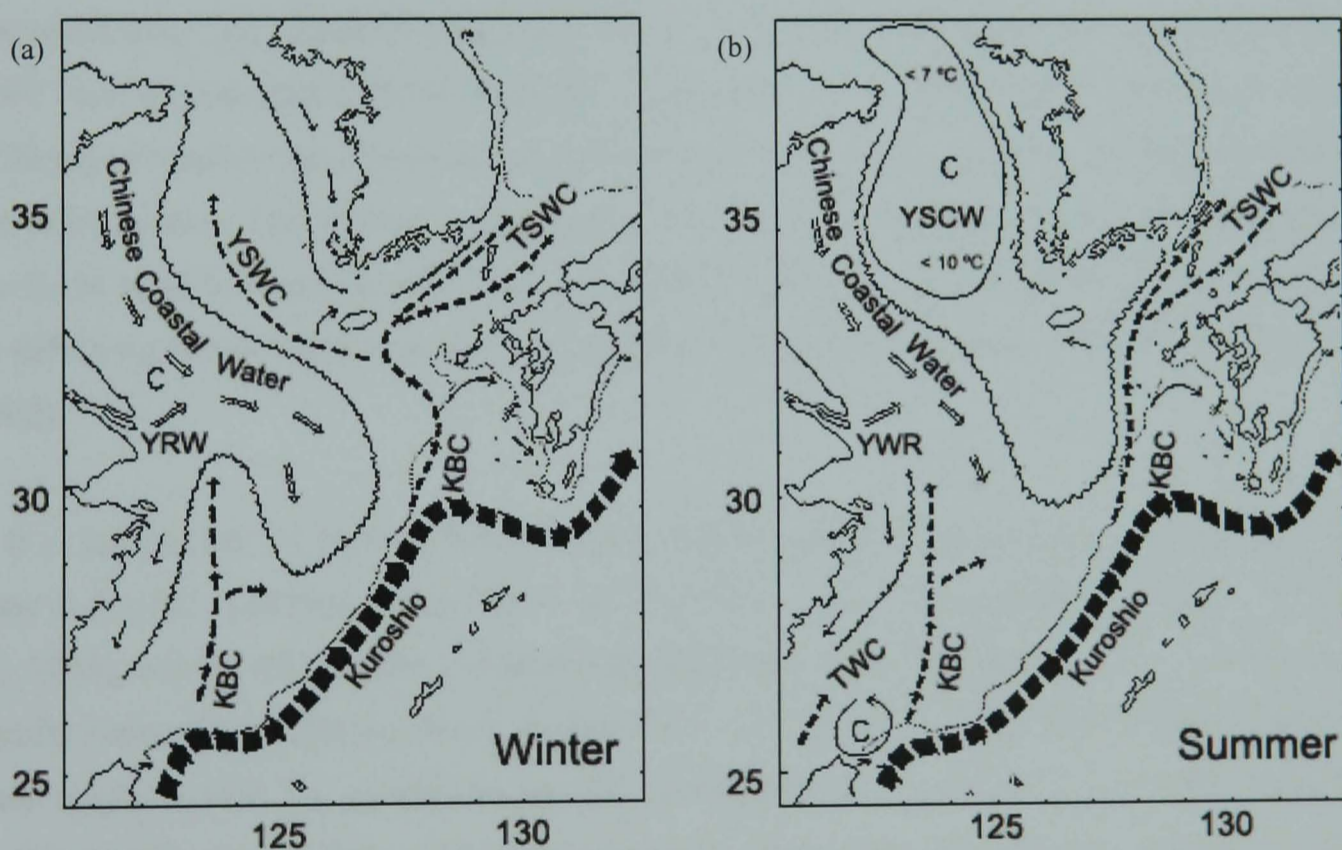 (a)
Chinese Coastal Water
YSWC
TSWC
C
YRW
KBC
KBC
Kuroshio
Winter
35
30
25
125
130
(b)
< 7 °C
C
YSCW
< 10 °C
Chinese Coastal Water
TSWC
YWR
KBC
TWC
KBC
C
Kuroshio
Summer
35
30
25
125
130